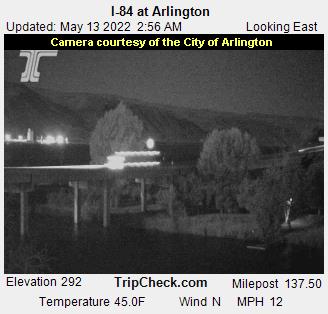 I-84 at Arlington
Updated: May 13 2022 2:56 AM Looking East
Camera courtesy of the City of Arlington
Elevation 292 TripCheck.com Milepost 137.50
Temperature 45.0F Wind N MPH 12